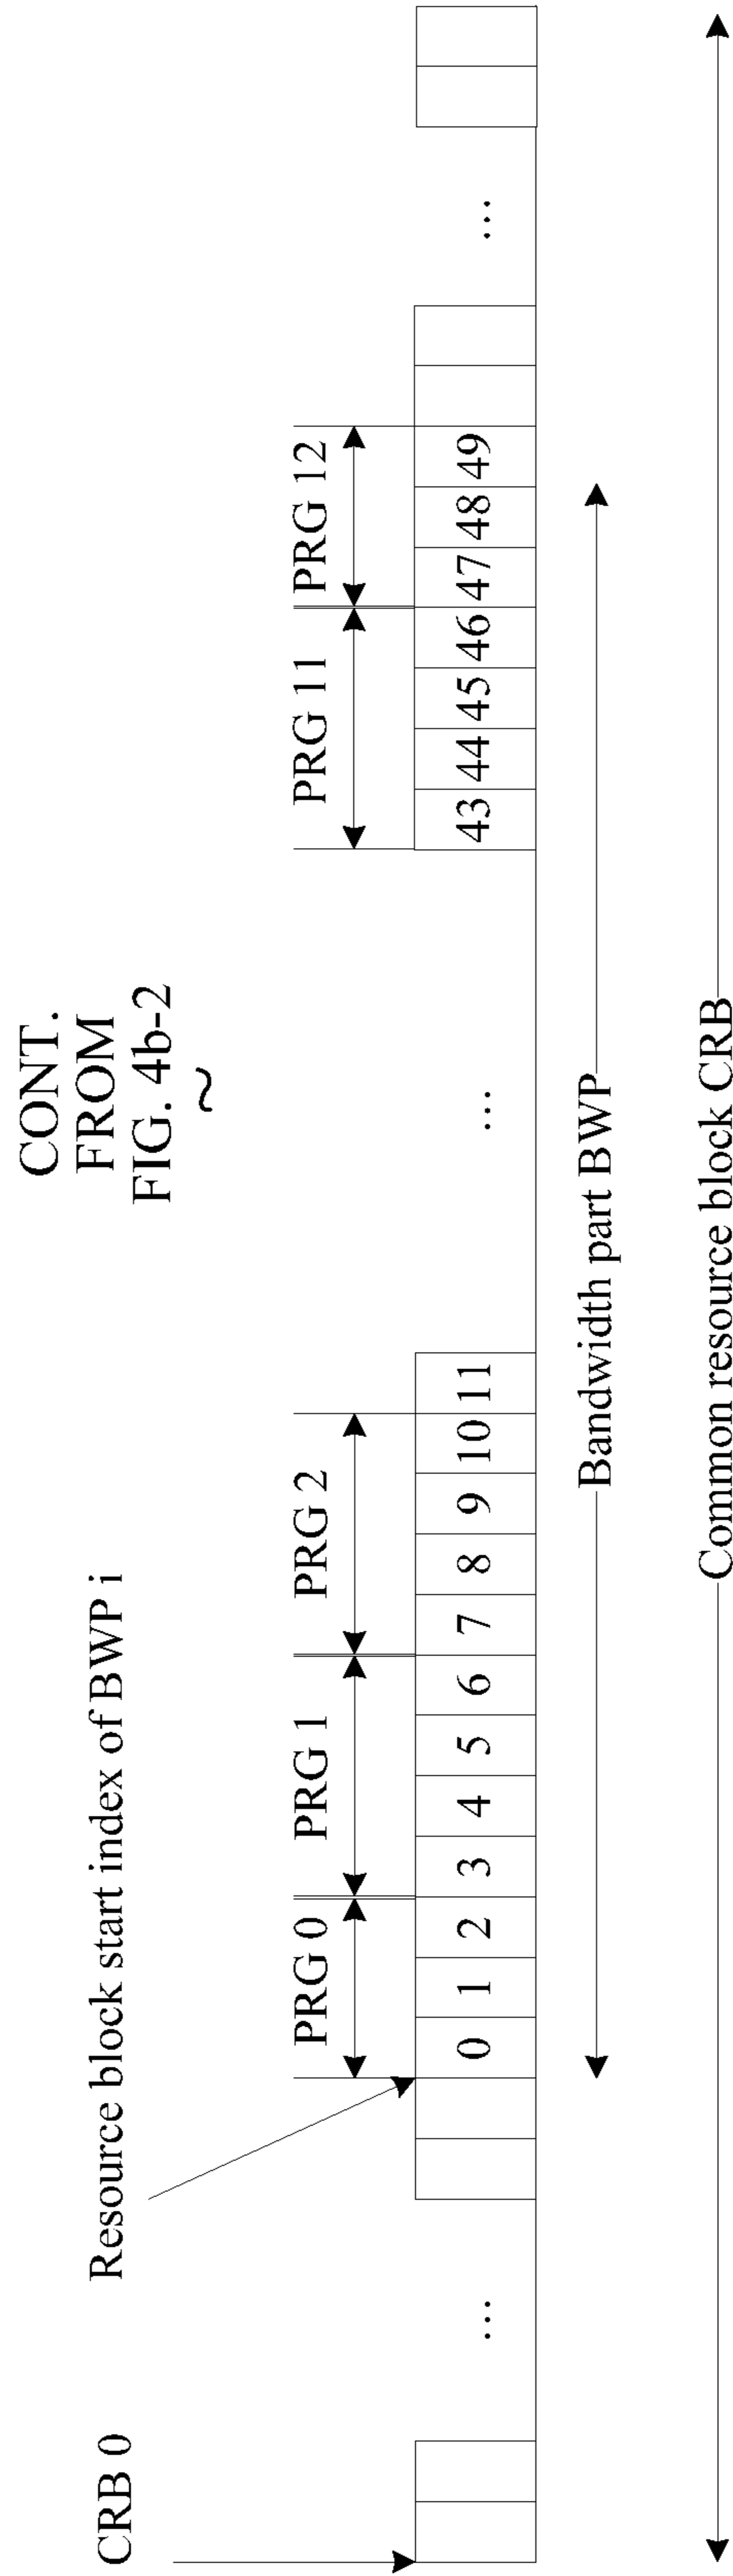 CONT.
FROM
FIG. 4b-2
~
CRB 0
Resource block start index of BWP i
PRG 0
PRG 1
PRG 2
PRG 11
PRG 12
...
0 1 2 3 4 5 6 7 8 9 10 11
...
43 44 45 46 47 48 49
...
Bandwidth part BWP
Common resource block CRB